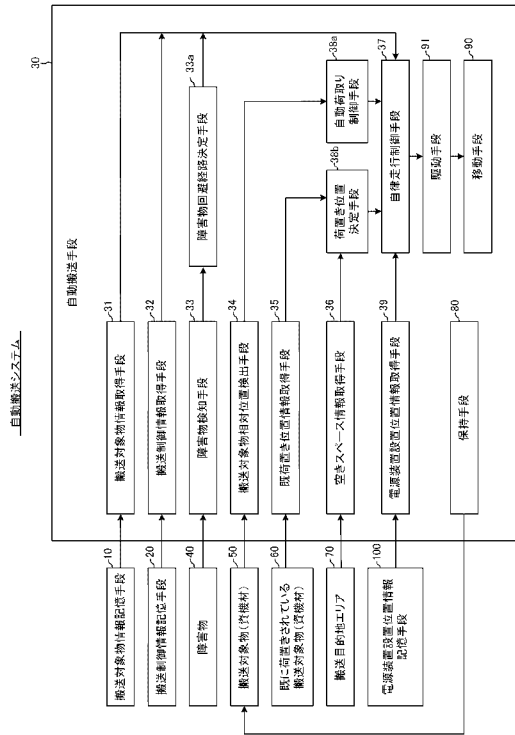 自動搬送システム
30
自動搬送手段
10
搬送対象物情報記憶手段
31
搬送対象物情報取得手段
20
搬送制御情報記憶手段
32
搬送制御情報取得手段
40
障害物
33
障害物検知手段
33a
障害物回避経路決定手段
50
搬送対象物(資機材)
34
搬送対象物相対位置検出手段
60
既に荷置きされている
搬送対象物(資機材)
35
既荷置き位置情報取得手段
38a
自動荷取り
制御手段
38b
荷置き位置
決定手段
70
搬送目的地エリア
36
空きスペース情報取得手段
37
自律走行制御手段
100
電源装置設置位置情報
記憶手段
39
電源装置設置位置情報取得手段
91
駆動手段
90
移動手段
80
保持手段